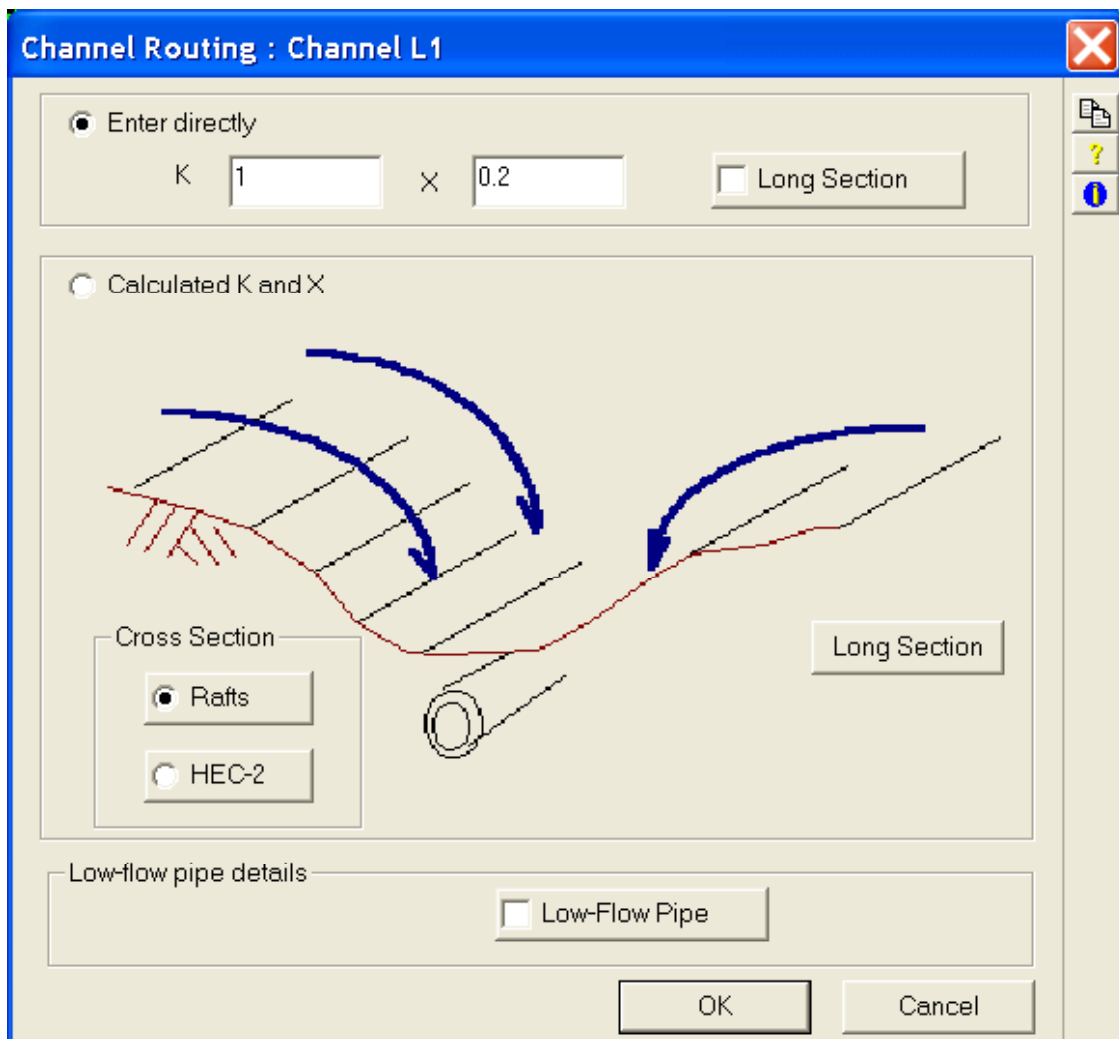 Channel Routing : Channel L1
Enter directly
K 1 X 0.2 Long Section
Calculated K and X
Cross Section
Long Section
Rafts
HEC-2
Low-flow pipe details
Low-Flow Pipe
OK Cancel